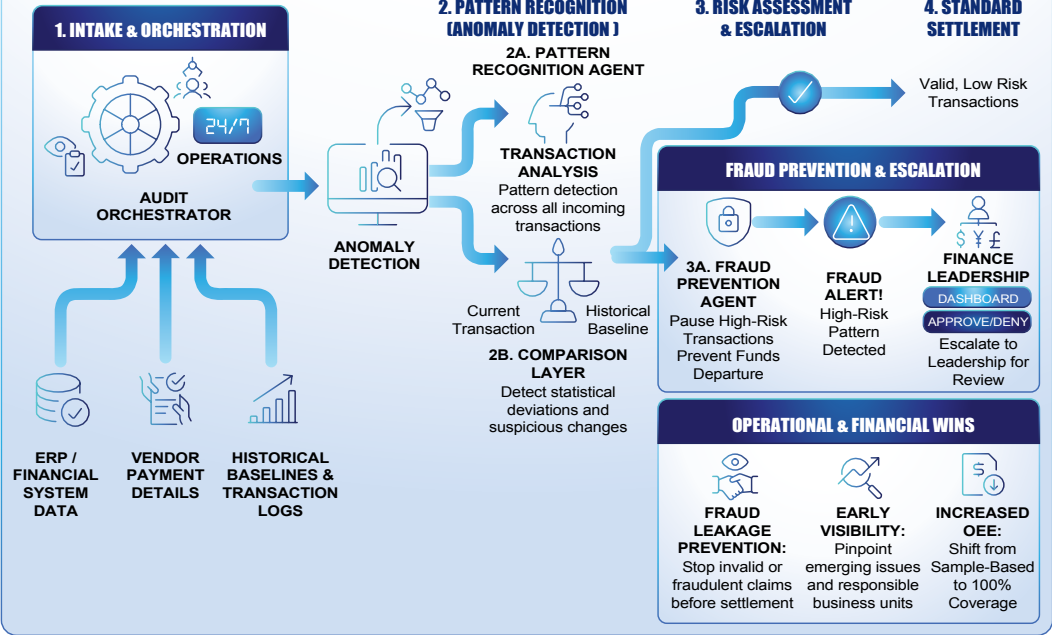 1. INTAKE & ORCHESTRATION
24/7
OPERATIONS
AUDIT
ORCHESTRATOR
ERP /
FINANCIAL
SYSTEM
DATA
VENDOR
PAYMENT
DETAILS
HISTORICAL
BASELINES &
TRANSACTION
LOGS
ANOMALY
DETECTION
2. PATTERN RECOGNITION
(ANOMALY DETECTION )
2A. PATTERN
RECOGNITION AGENT
TRANSACTION
ANALYSIS
Pattern detection
across all incoming
transactions
Current
Transaction
Historical
Baseline
2B. COMPARISON
LAYER
Detect statistical
deviations and
suspicious changes
3. RISK ASSESSMENT
& ESCALATION
4. STANDARD
SETTLEMENT
Valid, Low Risk
Transactions
FRAUD PREVENTION & ESCALATION
3A. FRAUD
PREVENTION
AGENT
Pause High-Risk
Transactions
Prevent Funds
Departure
FRAUD
ALERT!
High-Risk
Pattern
Detected
$ ¥ £
FINANCE
LEADERSHIP
DASHBOARD
APPROVE/DENY
Escalate to
Leadership for
Review
OPERATIONAL & FINANCIAL WINS
FRAUD
LEAKAGE
PREVENTION:
Stop invalid or
fraudulent claims
before settlement
EARLY
VISIBILITY:
Pinpoint
emerging issues
and responsible
business units
$
INCREASED
OEE:
Shift from
Sample-Based
to 100%
Coverage